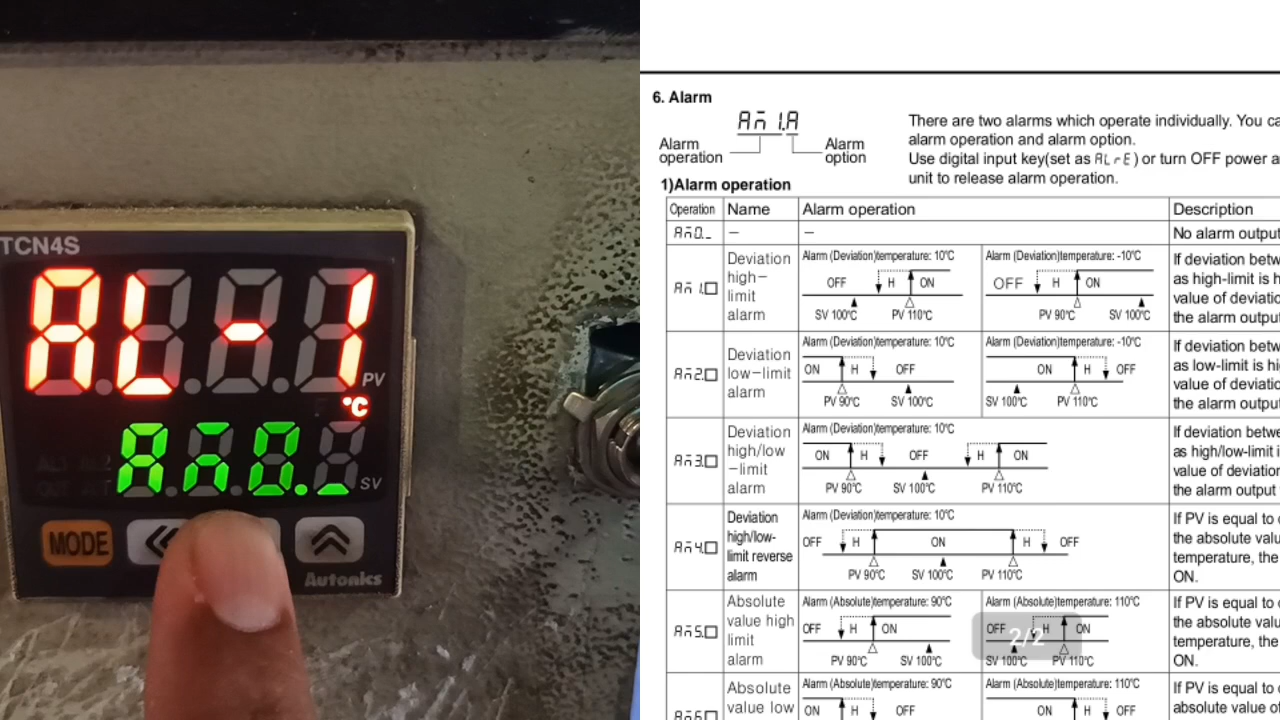 TCN4S
AL-1
PV
°C
Am0._
SV
MODE
Autonics
6. Alarm
Am 1.A
Alarm operation
Alarm option
There are two alarms which operate individually. You ca
alarm operation and alarm option.
Use digital input key(set as ALrE) or turn OFF power a
unit to release alarm operation.
1)Alarm operation
Operation Name Alarm operation Description
Am0._ – – No alarm output
Am 1.□
Deviation high-limit alarm
Alarm (Deviation)temperature: 10°C
OFF H ON
SV 100°C PV 110°C
Alarm (Deviation)temperature: -10°C
OFF H ON
PV 90°C SV 100°C
If deviation betw
as high-limit is h
value of deviatio
the alarm output
Am2.□
Deviation low-limit alarm
Alarm (Deviation)temperature: 10°C
ON H OFF
PV 90°C SV 100°C
Alarm (Deviation)temperature: -10°C
ON H OFF
SV 100°C PV 110°C
If deviation betw
as low-limit is hi
value of deviatio
the alarm output
Am3.□
Deviation high/low -limit alarm
Alarm (Deviation)temperature: 10°C
ON H OFF H ON
PV 90°C SV 100°C PV 110°C
If deviation betwe
as high/low-limit i
value of deviation
the alarm output
Am4.□
Deviation high/low-limit reverse alarm
Alarm (Deviation)temperature: 10°C
OFF H ON H OFF
PV 90°C SV 100°C PV 110°C
If PV is equal to
the absolute valu
temperature, the
ON.
Am5.□
Absolute value high limit alarm
Alarm (Absolute)temperature: 90°C
OFF H ON
PV 90°C SV 100°C
Alarm (Absolute)temperature: 110°C
OFF H ON
2/2
SV 100°C PV 110°C
If PV is equal to
the absolute valu
temperature, the
ON.
Am6.□
Absolute value low
Alarm (Absolute)temperature: 90°C
ON H OFF
Alarm (Absolute)temperature: 110°C
ON H OFF
If PV is equal to
absolute value of